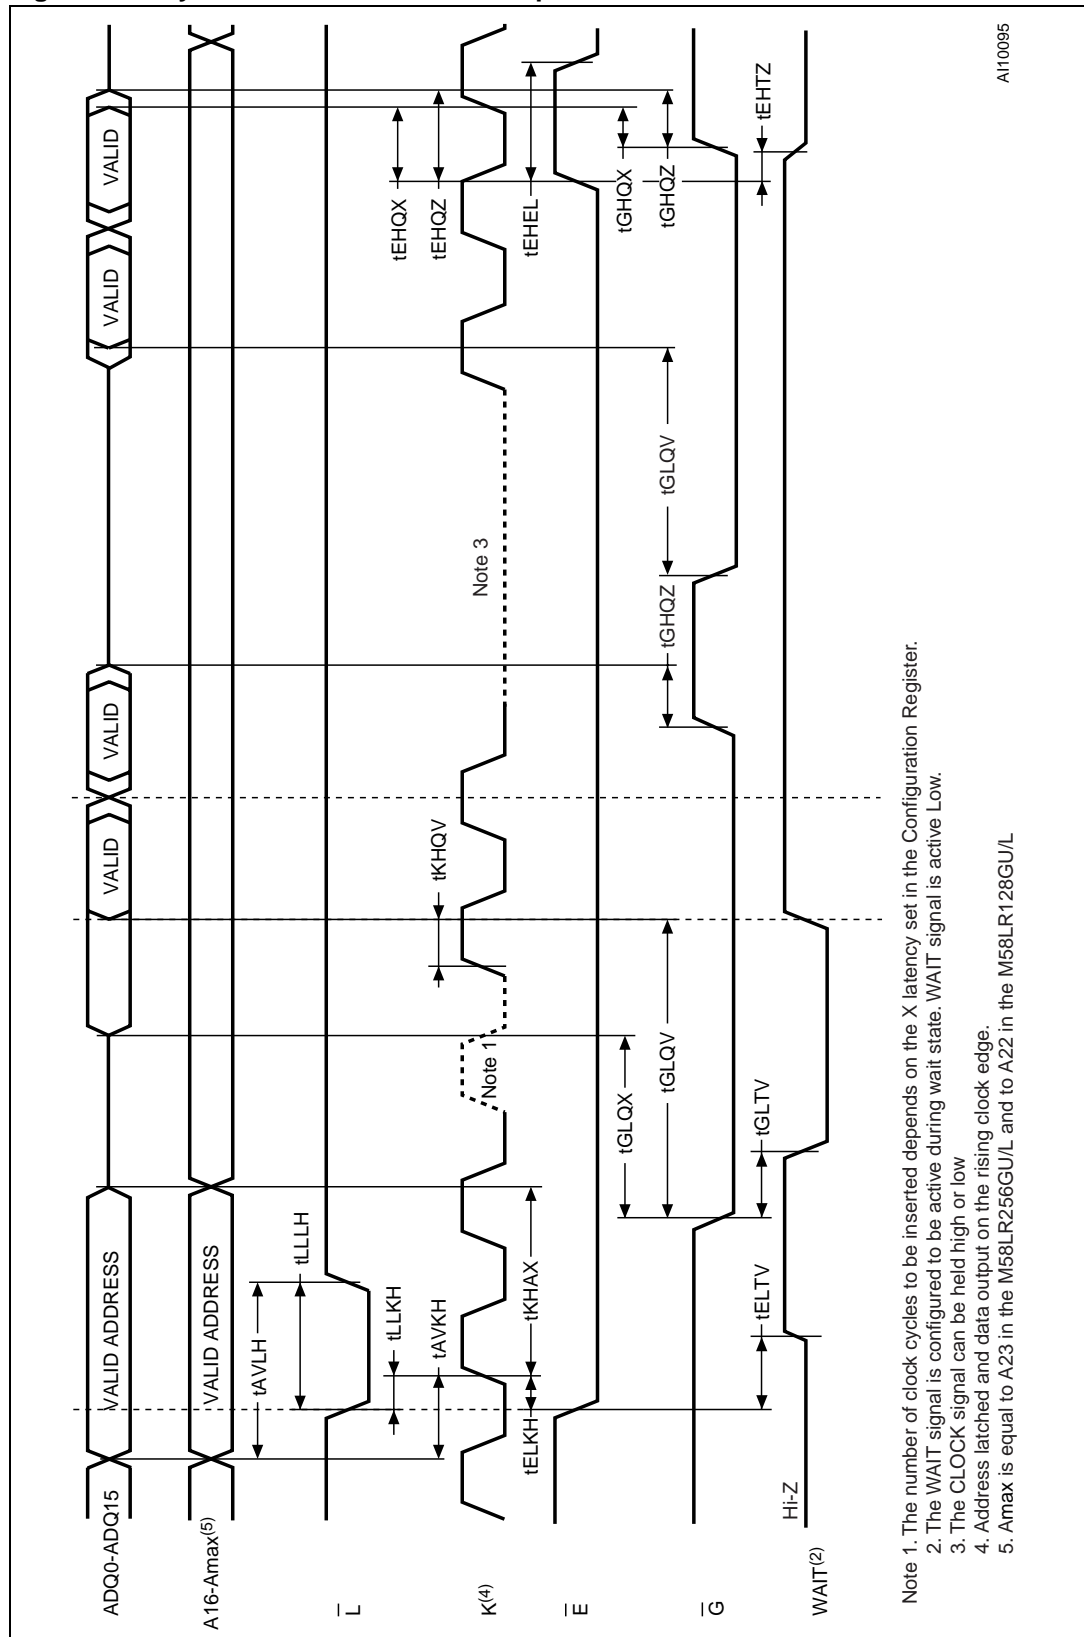 ADQ0-ADQ15
VALID ADDRESS
VALID
VALID
VALID
VALID
A16-Amax(5)
VALID ADDRESS
L
tAVLH
tLLLH
tLLKH
tAVKH
tELKH
tKHAX
K(4)
Note 1
tKHQV
Note 3
tEHQX
tEHQZ
tEHEL
E
G
tGLQX
tGLQV
tGHQZ
tGLQV
tGHQX
tGHQZ
WAIT(2)
Hi-Z
tELTV
tGLTV
tEHTZ
Note 1. The number of clock cycles to be inserted depends on the X latency set in the Configuration Register.
2. The WAIT signal is configured to be active during wait state. WAIT signal is active Low.
3. The CLOCK signal can be held high or low
4. Address latched and data output on the rising clock edge.
5. Amax is equal to A23 in the M58LR256GU/L and to A22 in the M58LR128GU/L
AI10095